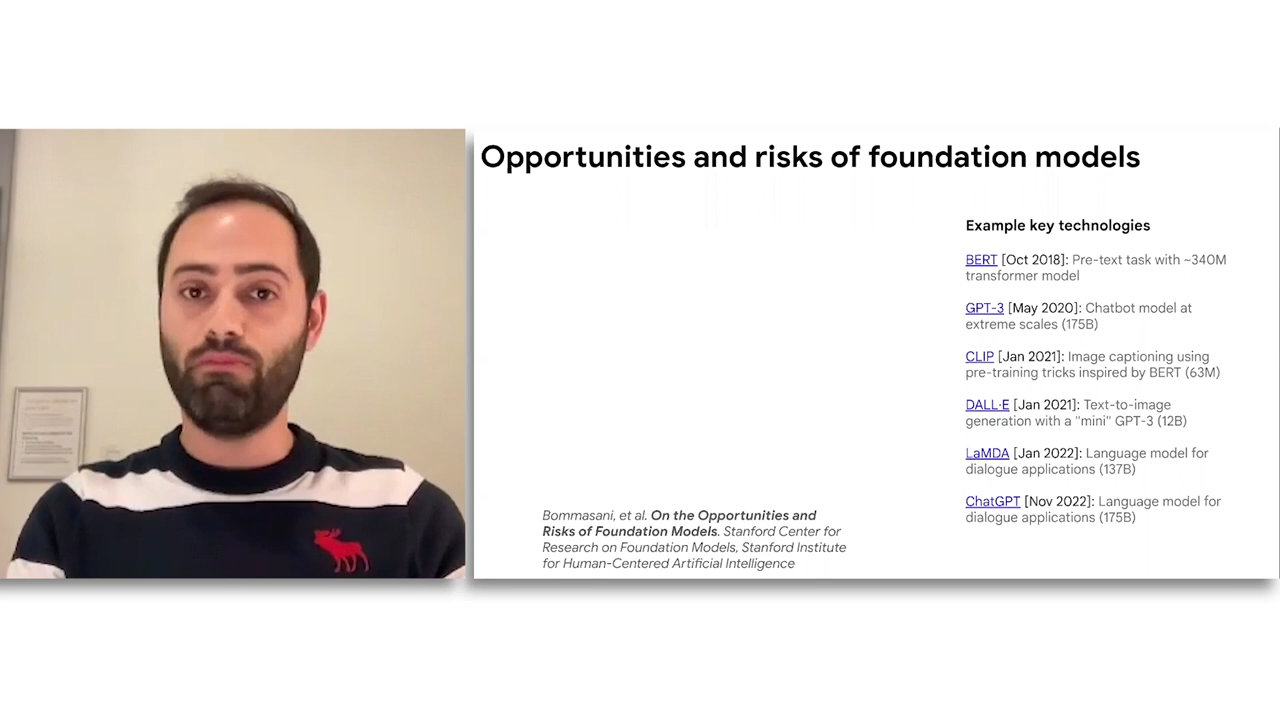 Opportunities and risks of foundation models
Example key technologies
BERT [Oct 2018]: Pre-text task with ~340M
transformer model
GPT-3 [May 2020]: Chatbot model at
extreme scales (175B)
CLIP [Jan 2021]: Image captioning using
pre-training tricks inspired by BERT (63M)
DALL·E [Jan 2021]: Text-to-image
generation with a "mini" GPT-3 (12B)
LaMDA [Jan 2022]: Language model for
dialogue applications (137B)
ChatGPT [Nov 2022]: Language model for
dialogue applications (175B)
Bommasani, et al. On the Opportunities and
Risks of Foundation Models. Stanford Center for
Research on Foundation Models, Stanford Institute
for Human-Centered Artificial Intelligence